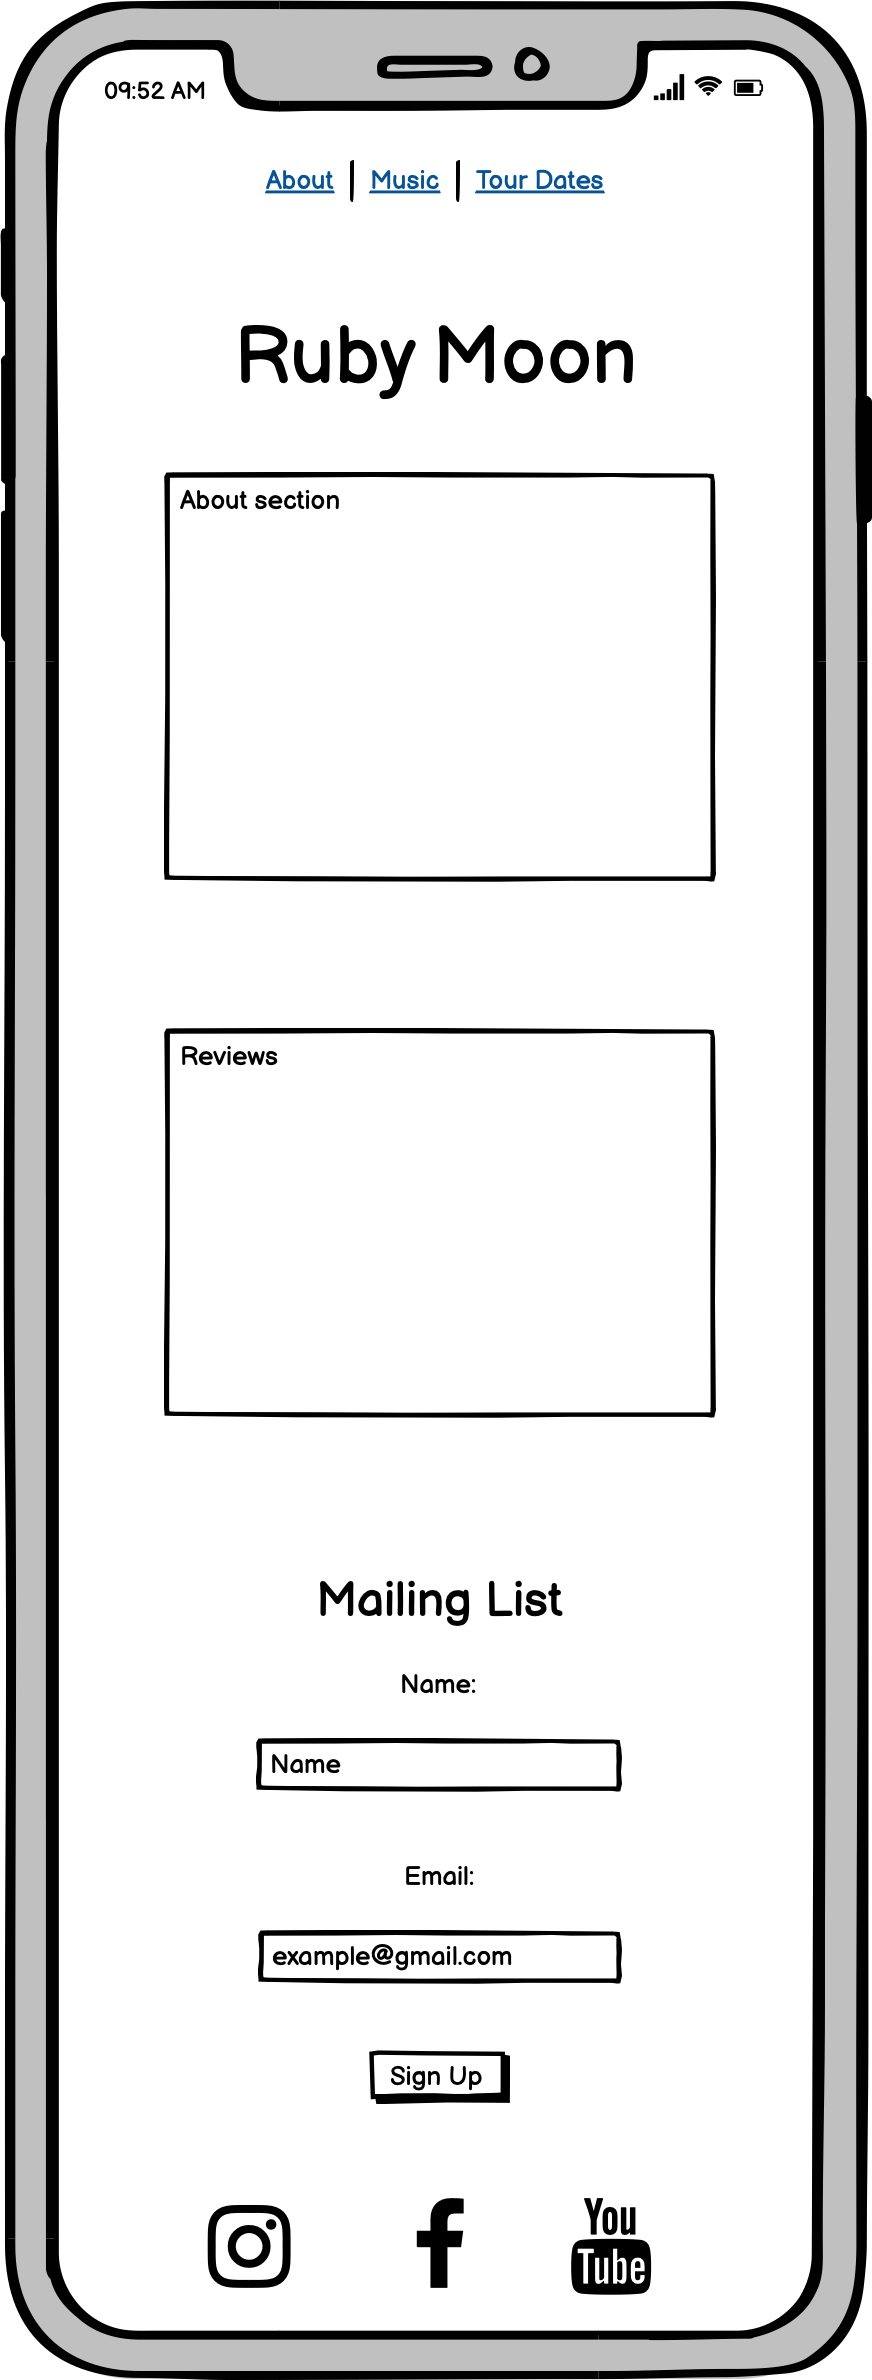 09:52 AM
About | Music | Tour Dates
Ruby Moon
About section
Reviews
Mailing List
Name:
Name
Email:
example@gmail.com
Sign Up
You
Tube